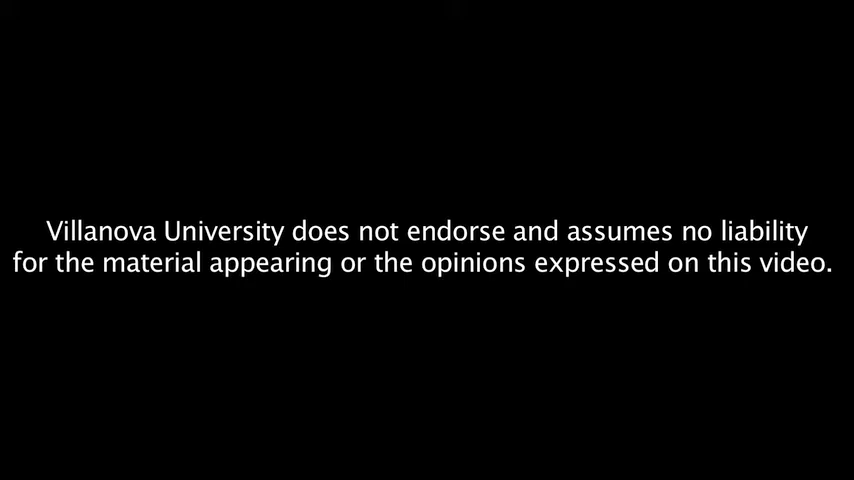 Villanova University does not endorse and assumes no liability
for the material appearing or the opinions expressed on this video.